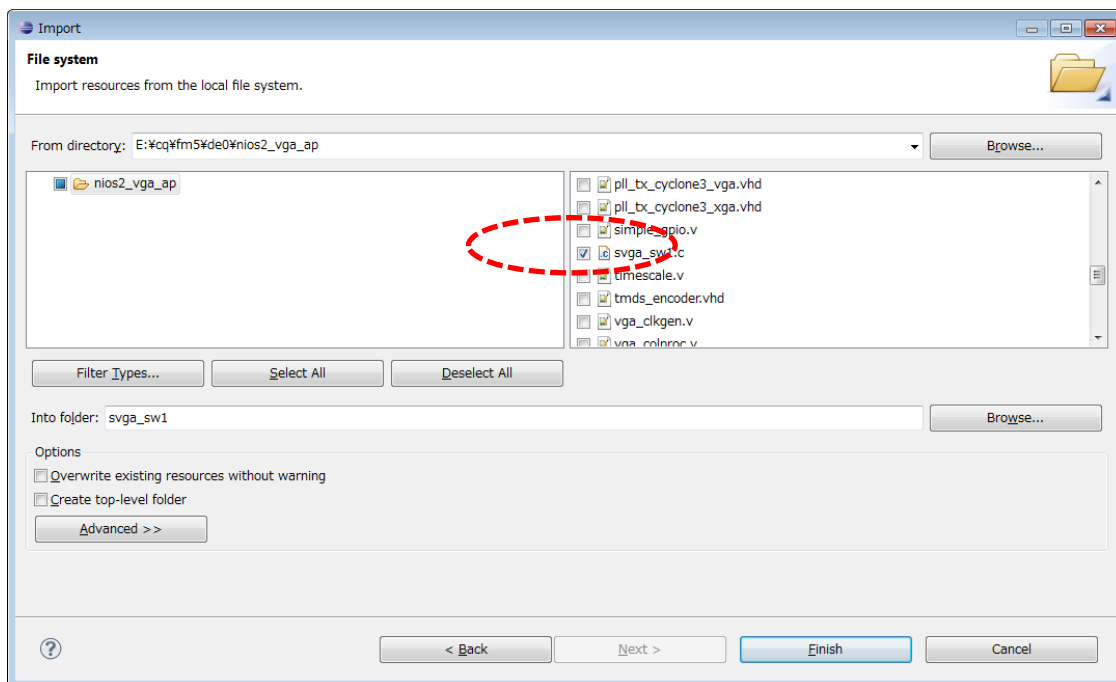 Import
File system
Import resources from the local file system.
From directory: E:¥cq¥fm5¥de0¥nios2_vga_ap
Browse...
nios2_vga_ap
pll_tx_cyclone3_vga.vhd
pll_tx_cyclone3_xga.vhd
simple_gpio.v
svga_sw1.c
timescale.v
tmds_encoder.vhd
vga_clkgen.v
vga_colproc.v
Filter Types...
Select All
Deselect All
Into folder: svga_sw1
Browse...
Options
Overwrite existing resources without warning
Create top-level folder
Advanced >>
?
< Back
Next >
Finish
Cancel